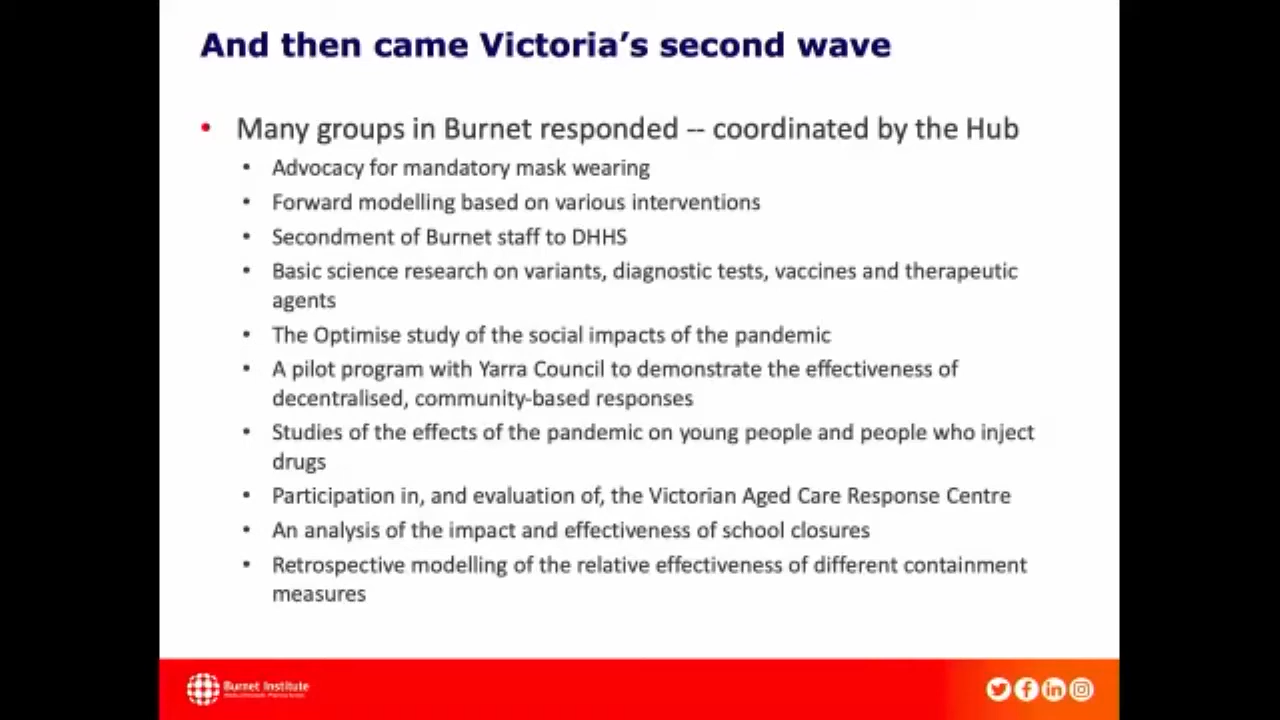 And then came Victoria's second wave
• Many groups in Burnet responded -- coordinated by the Hub
• Advocacy for mandatory mask wearing
• Forward modelling based on various interventions
• Secondment of Burnet staff to DHHS
• Basic science research on variants, diagnostic tests, vaccines and therapeutic
agents
• The Optimise study of the social impacts of the pandemic
• A pilot program with Yarra Council to demonstrate the effectiveness of
decentralised, community-based responses
• Studies of the effects of the pandemic on young people and people who inject
drugs
• Participation in, and evaluation of, the Victorian Aged Care Response Centre
• An analysis of the impact and effectiveness of school closures
• Retrospective modelling of the relative effectiveness of different containment
measures
Burnet Institute